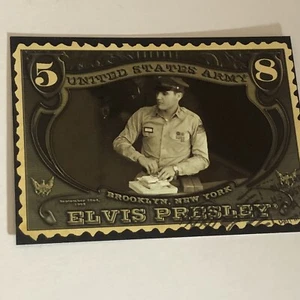 5 8
UNITED STATES ARMY
BROOKLYN, NEW YORK
ELVIS PRESLEY